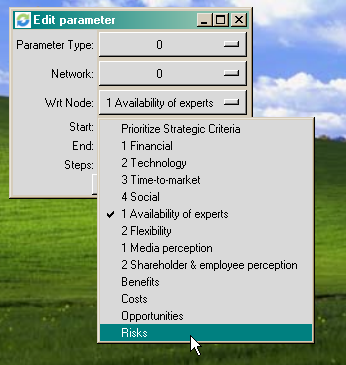 Edit parameter
Parameter Type: 0
Network: 0
Wrt Node: 1 Availability of experts
Start:
End:
Steps:
Prioritize Strategic Criteria
1 Financial
2 Technology
3 Time-to-market
4 Social
1 Availability of experts
2 Flexibility
1 Media perception
2 Shareholder & employee perception
Benefits
Costs
Opportunities
Risks